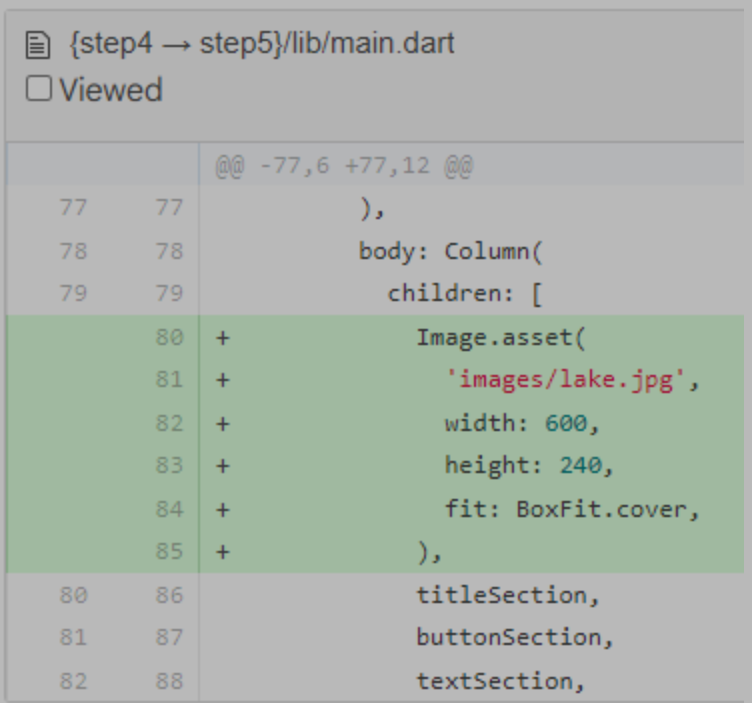 {step4 → step5}/lib/main.dart
Viewed
@@ -77,6 +77,12 @@
77 77 ),
78 78 body: Column(
79 79 children: [
80 + Image.asset(
81 + 'images/lake.jpg',
82 + width: 600,
83 + height: 240,
84 + fit: BoxFit.cover,
85 + ),
80 86 titleSection,
81 87 buttonSection,
82 88 textSection,